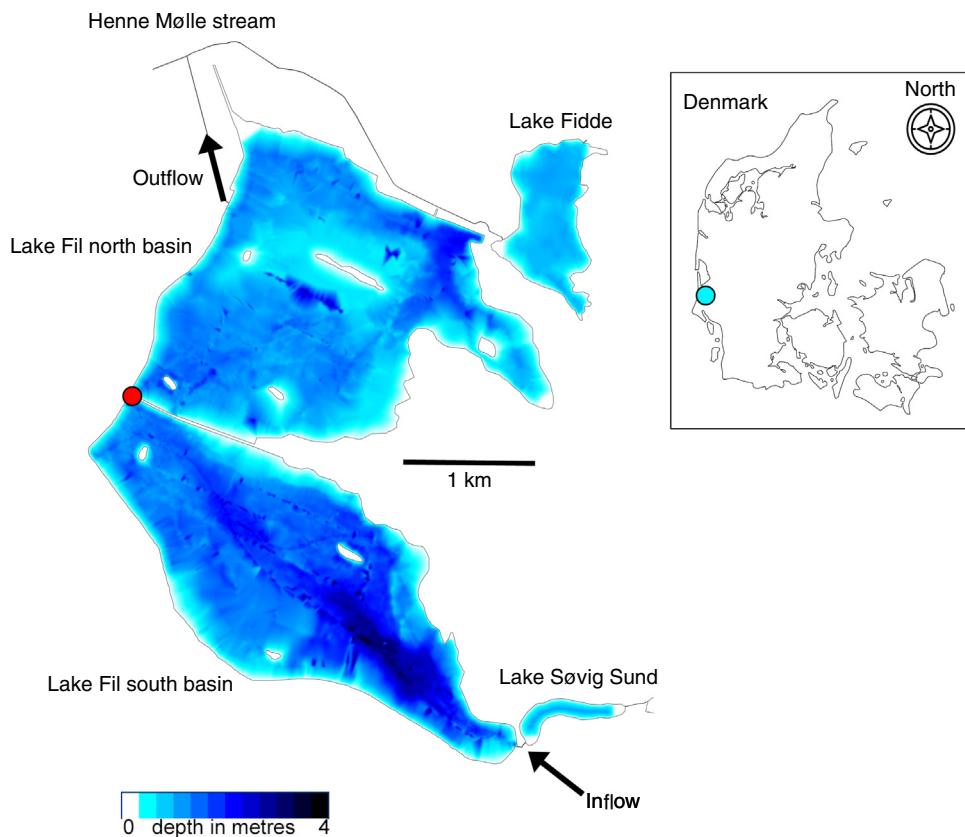 Henne Mølle stream
Denmark
North
Lake Fidde
Outflow
Lake Fil north basin
1 km
Lake Fil south basin
Lake Søvig Sund
Inflow
0 depth in metres 4